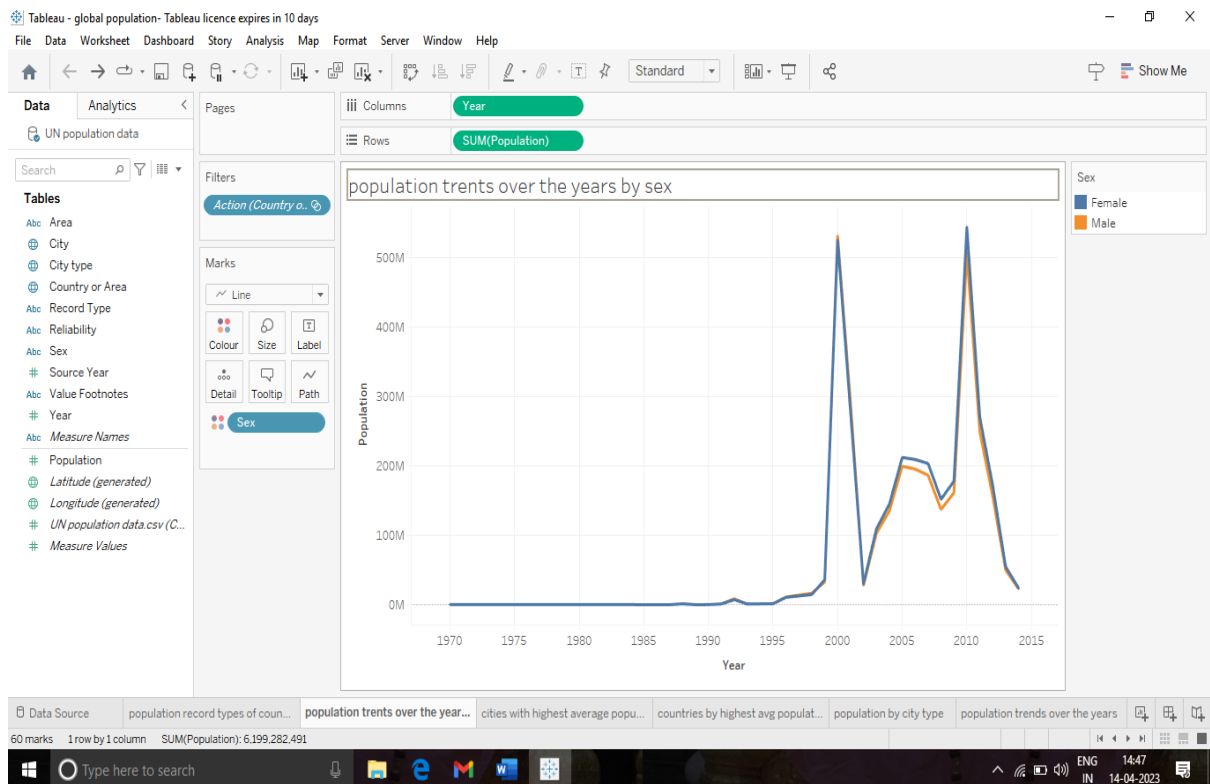 Tableau - global population- Tableau licence expires in 10 days
File Data Worksheet Dashboard Story Analysis Map Format Server Window Help
Standard
Show Me
Data Analytics
UN population data
Search
Tables
Abc Area
City
City type
Country or Area
Abc Record Type
Abc Reliability
Abc Sex
# Source Year
Abc Value Footnotes
# Year
Abc Measure Names
# Population
Latitude (generated)
Longitude (generated)
# UN population data.csv (C...
# Measure Values
Pages
Filters
Action (Country o..
Marks
Line
Colour Size Label
Detail Tooltip Path
Sex
Columns Year
Rows SUM(Population)
population trents over the years by sex
Population
500M
400M
300M
200M
100M
0M
1970 1975 1980 1985 1990 1995 2000 2005 2010 2015
Year
Sex
Female
Male
Data Source population record types of coun... population trents over the year... cities with highest average popu... countries by highest avg populat... population by city type population trends over the years
60 marks 1 row by 1 column SUM(Population): 6,199,282,491
Type here to search
ENG
IN
14:47
14-04-2023